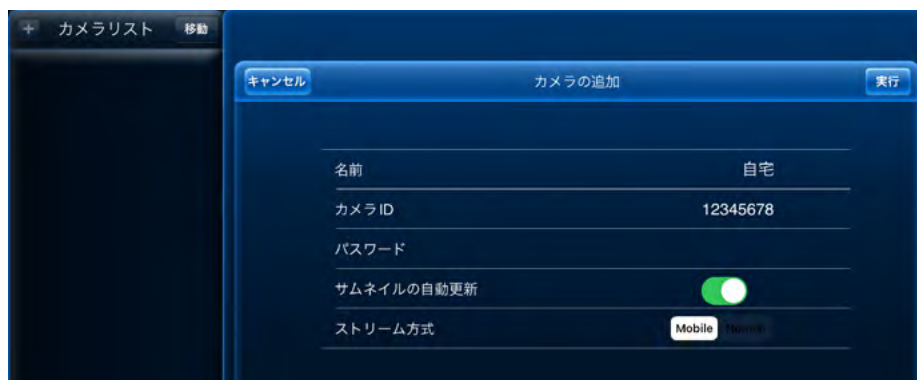 + カメラリスト 移動
キャンセル カメラの追加 実行
名前 自宅
カメラID 12345678
パスワード
サムネイルの自動更新
ストリーム方式 Mobile